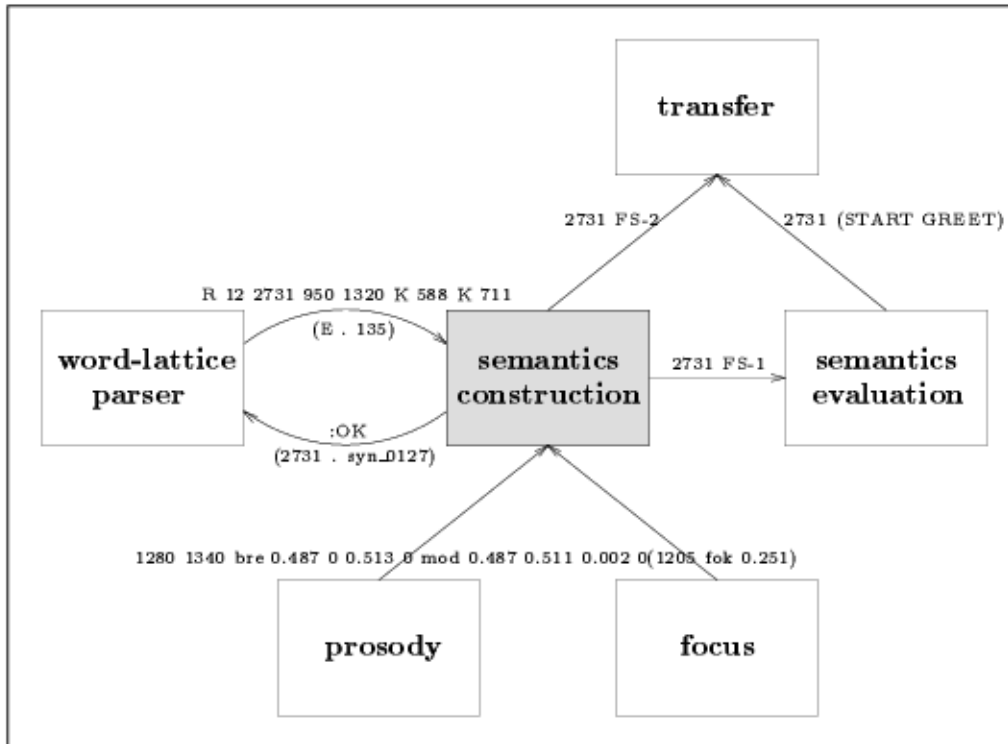 transfer
2731 FS-2
2731 (START GREET)
R 12 2731 950 1320 K 588 K 711
(E . 135)
word-lattice
parser
semantics
construction
2731 FS-1
semantics
evaluation
:OK
(2731 . syn_0127)
1280 1340 bre 0.487 0 0.513 0 mod 0.487 0.511 0.002 0
(1205 fok 0.251)
prosody
focus